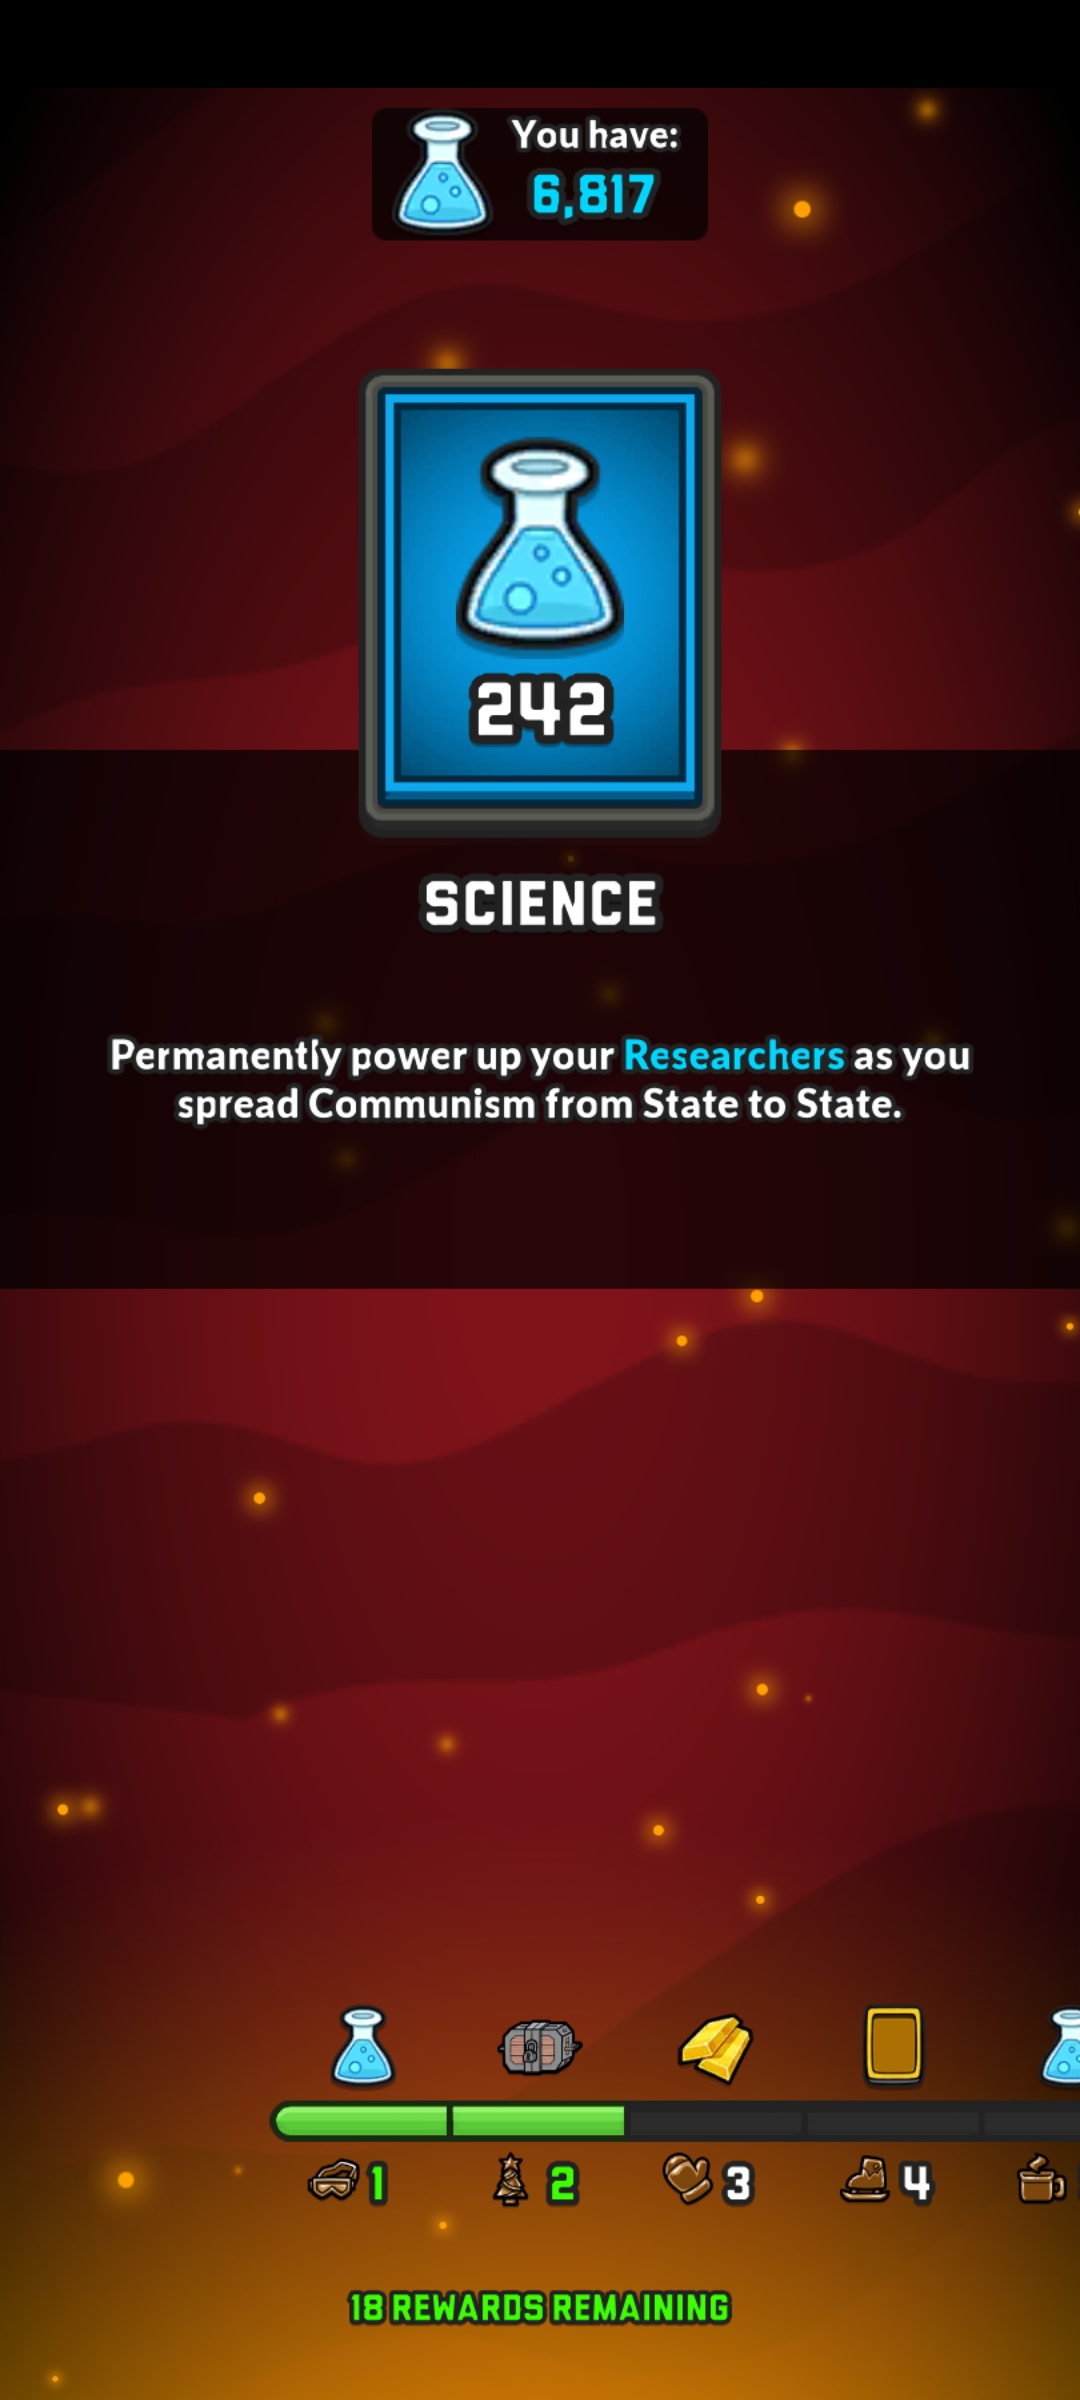 You have:
6,817
242
SCIENCE
Permanently power up your Researchers as you
spread Communism from State to State.
1 2 3 4
18 REWARDS REMAINING